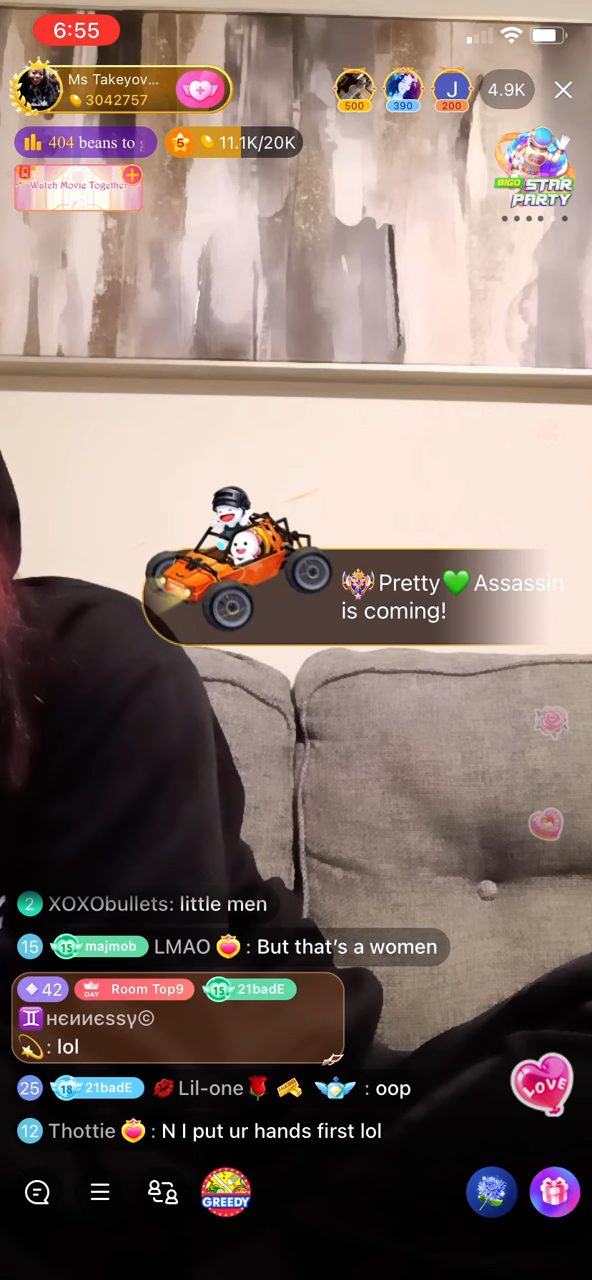 6:55
Ms Takeyov...
3042757
500
390
J
200
4.9K
404 beans to
5
11.1K/20K
Watch Movie Together
BIGO STAR
PARTY
Pretty💚Assassin
is coming!
2 XOXObullets: little men
15 15 majmob LMAO : But that's a women
42 DAY Room Top9 15 21badE
♊нєииєѕѕγ©
💫: lol
25 18 21badE 💋Lil-one🌹 : oop
12 Thottie : N I put ur hands first lol
LOVE
GREEDY